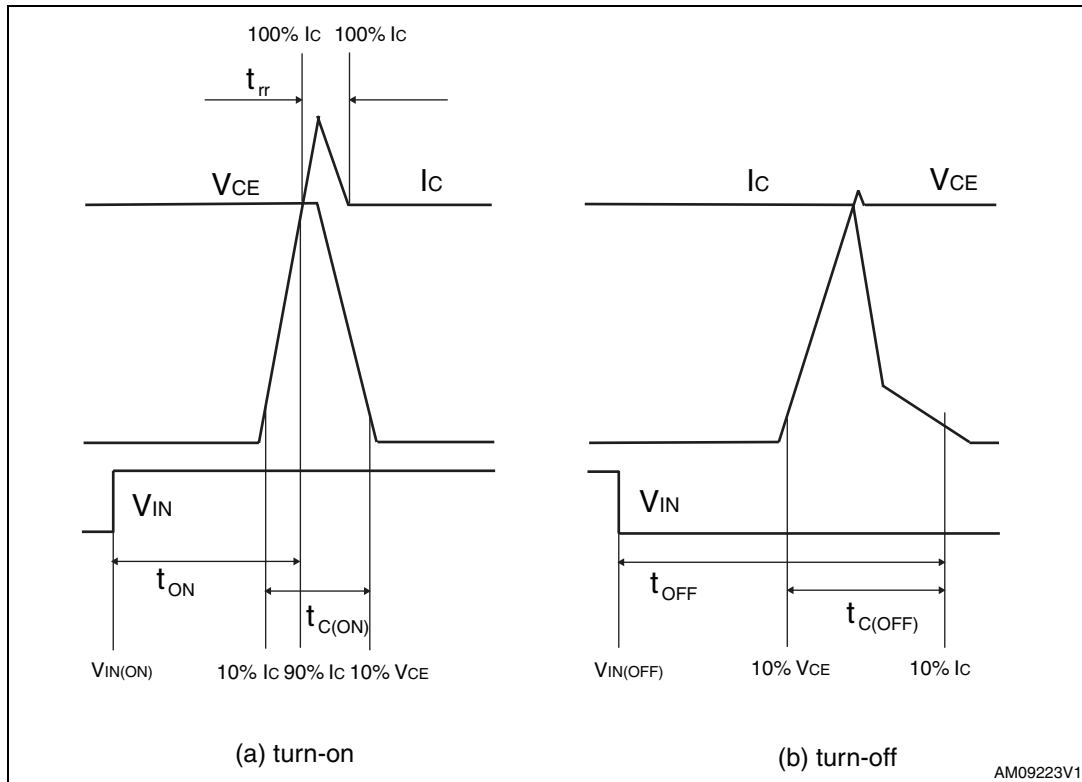 100% IC 100% IC
trr
VCE IC
VIN
tON
tC(ON)
VIN(ON) 10% IC 90% IC 10% VCE
(a) turn-on
IC VCE
VIN
tOFF
tC(OFF)
VIN(OFF) 10% VCE 10% IC
(b) turn-off
AM09223V1